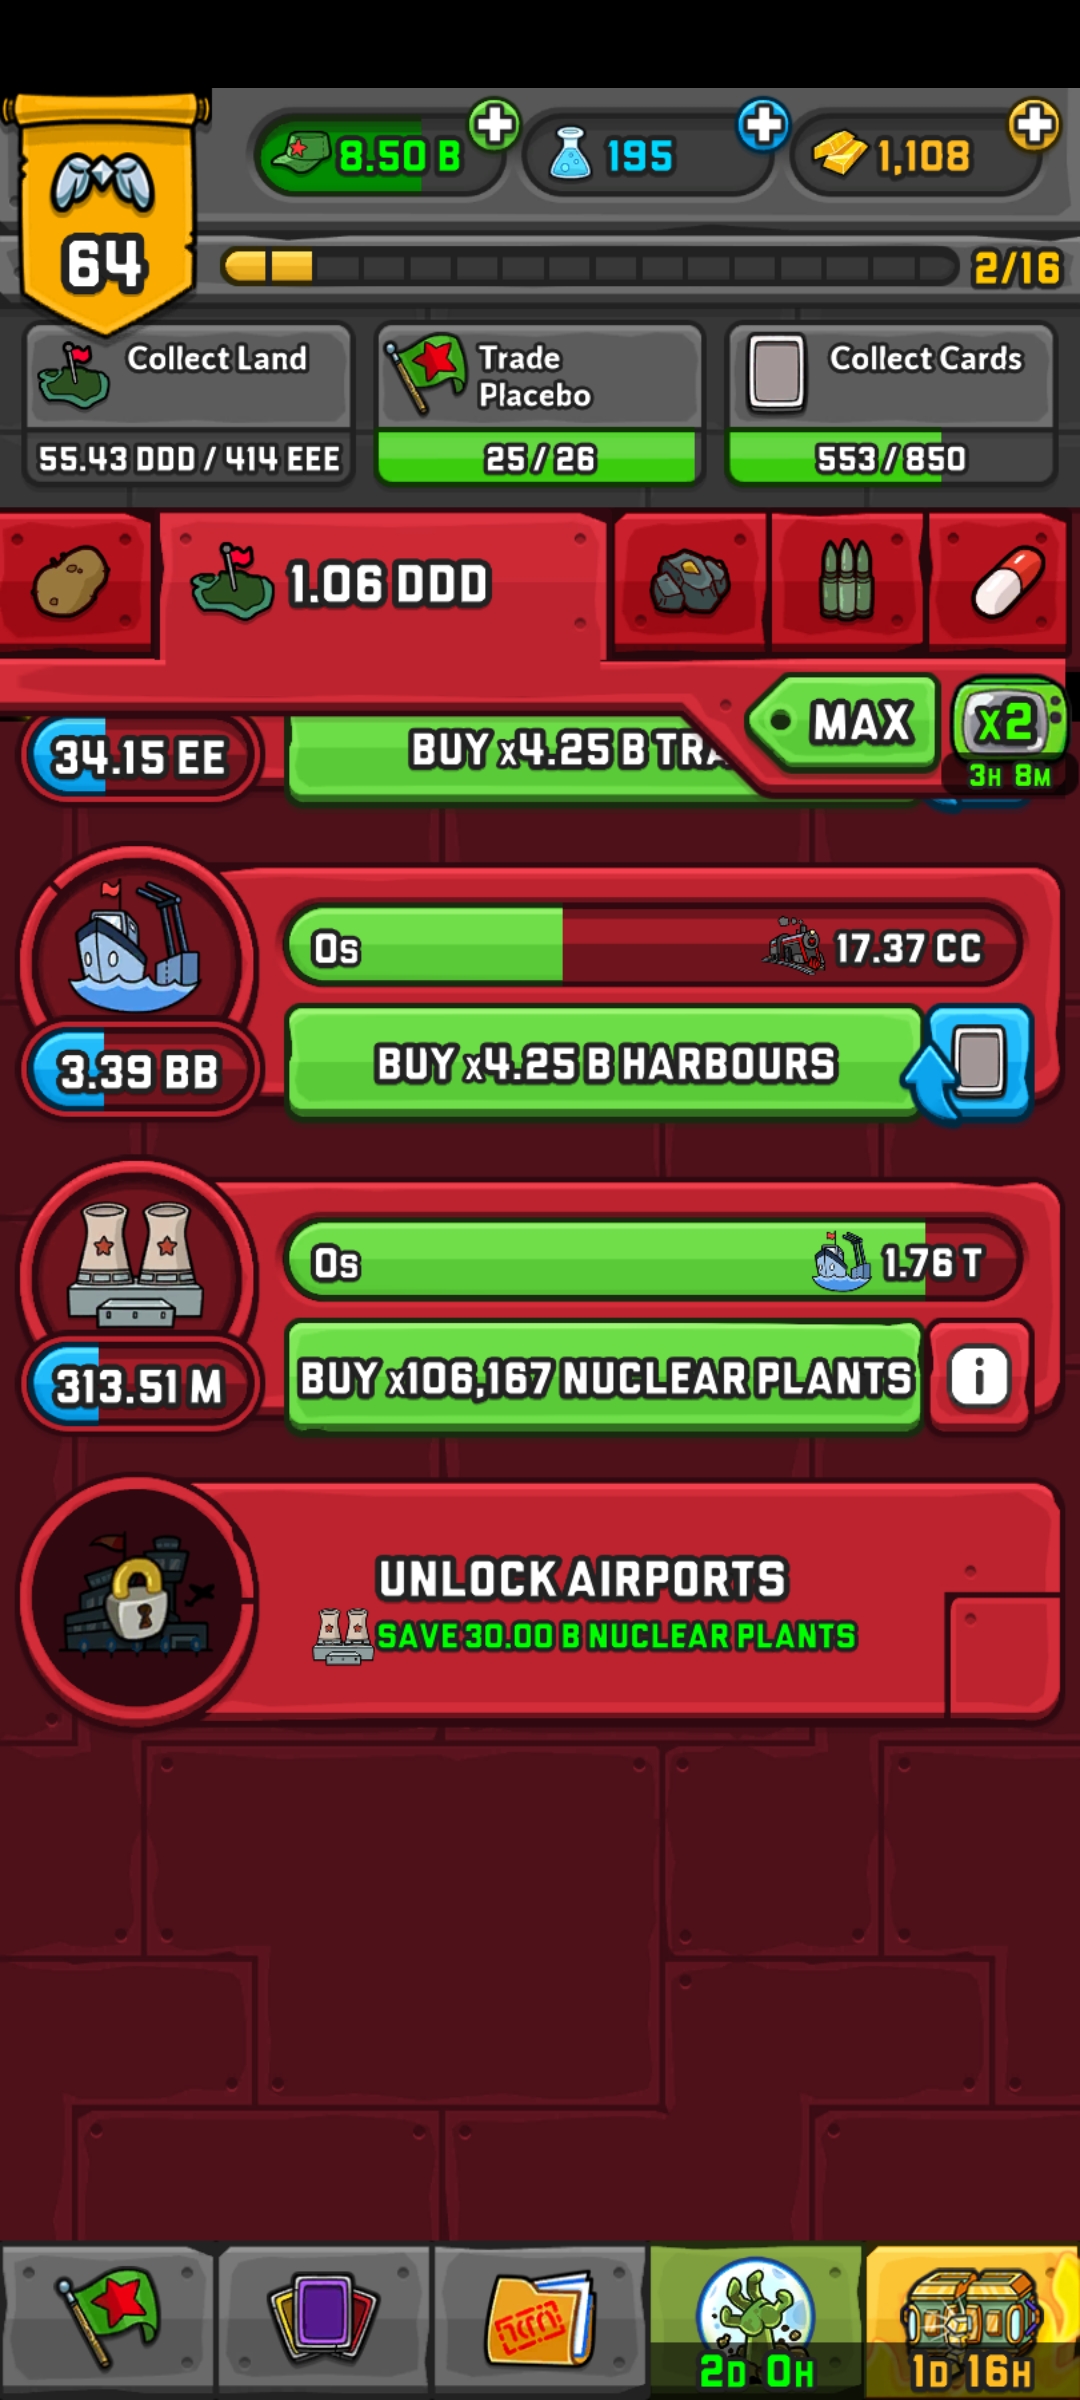 8.50 B
195
1,108
64
2/16
Collect Land
55.43 DDD / 414 EEE
Trade
Placebo
25/26
Collect Cards
553/850
1.06 DDD
MAX
x2
3H 8M
34.15 EE
BUY x4.25 B TRA
0s
17.37 CC
3.39 BB
BUY x4.25 B HARBOURS
0s
1.76 T
313.51 M
BUY x106,167 NUCLEAR PLANTS
i
UNLOCK AIRPORTS
SAVE 30.00 B NUCLEAR PLANTS
2D 0H
1D 16H